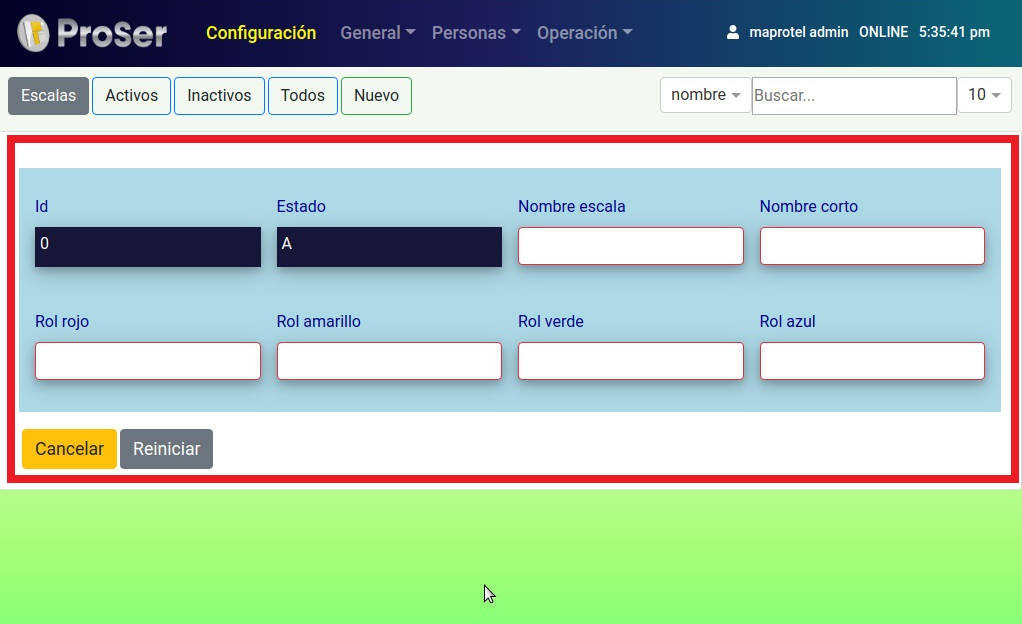 ProSer Configuración General Personas Operación maprotel admin ONLINE 5:35:41 pm
Escalas Activos Inactivos Todos Nuevo nombre Buscar... 10
Id Estado Nombre escala Nombre corto
0 A
Rol rojo Rol amarillo Rol verde Rol azul
Cancelar Reiniciar